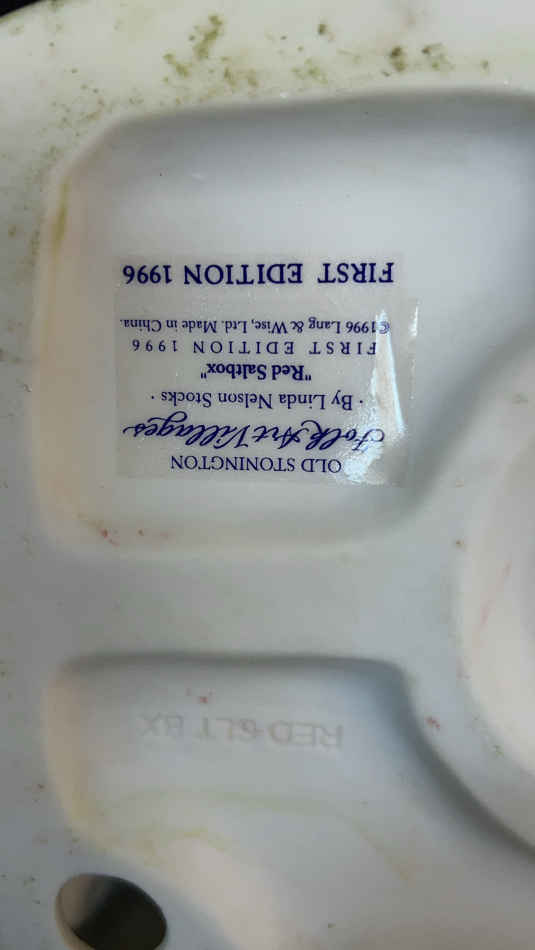 OLD STONINGTON
Folk Art Villages
· By Linda Nelson Stocks ·
"Red Saltbox"
FIRST EDITION 1996
©1996 Lang & Wise, Ltd. Made in China.
FIRST EDITION 1996
RED SLT BX